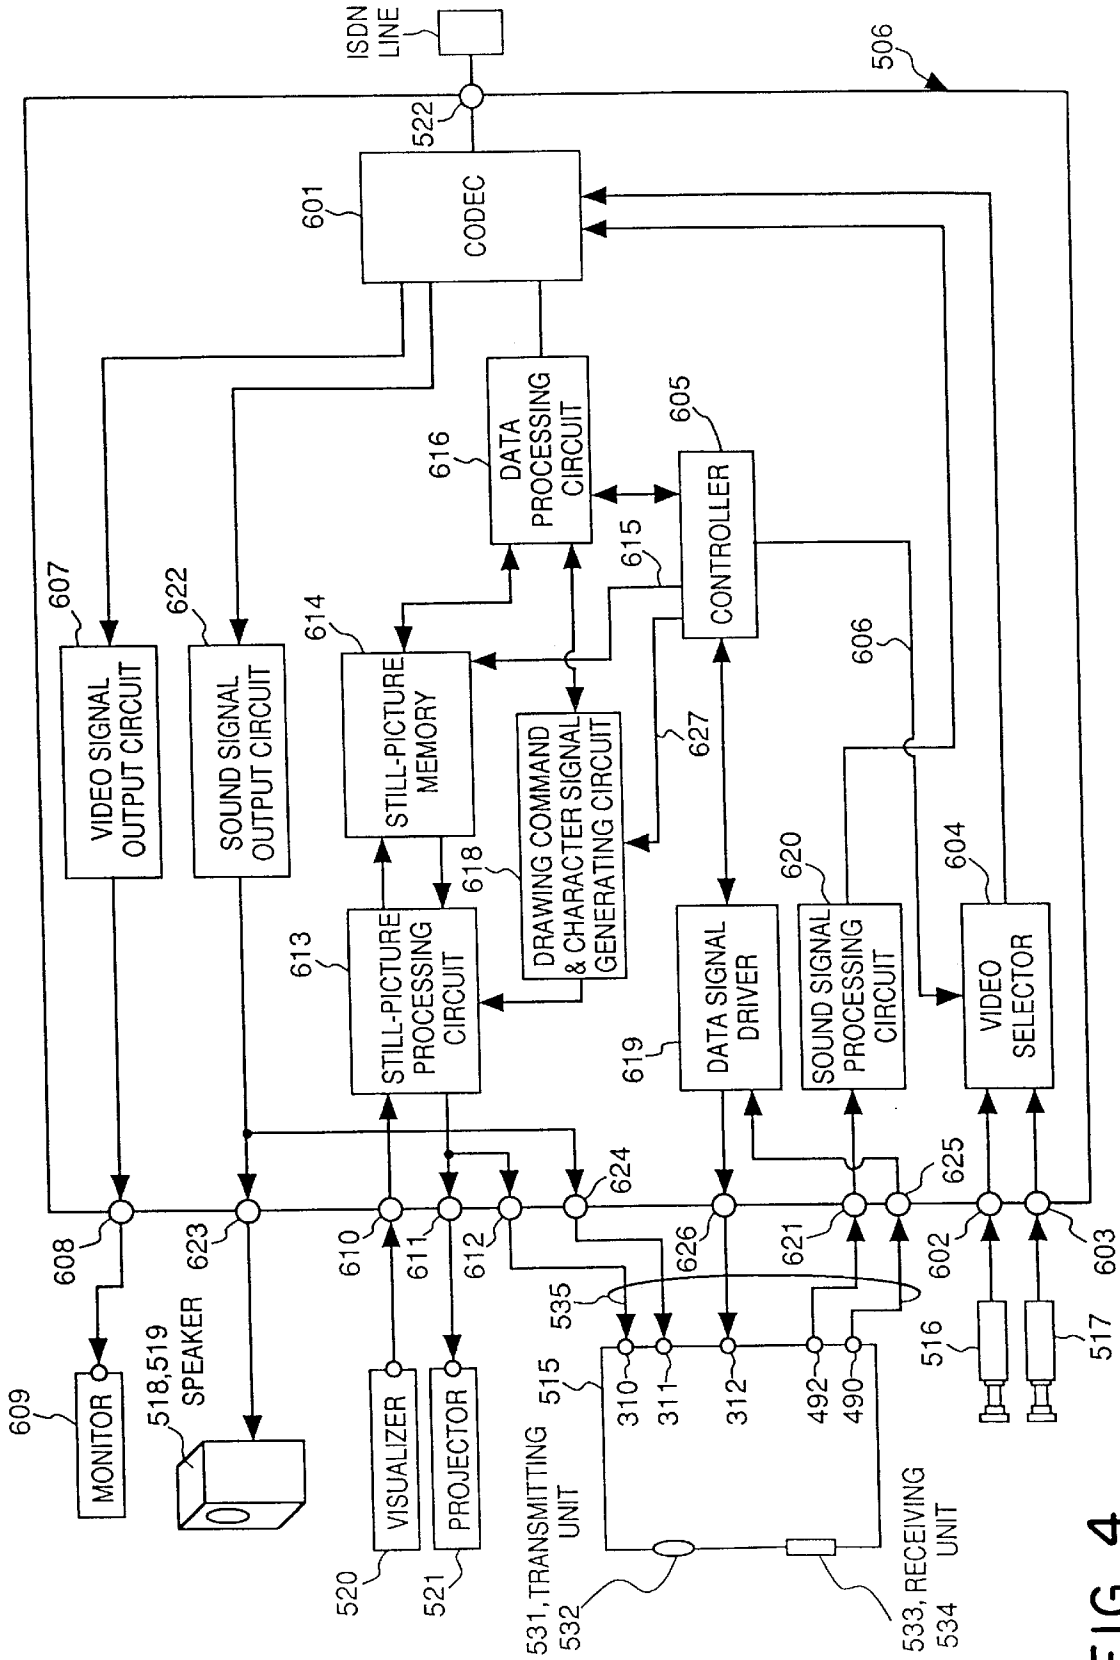 FIG. 4
506
ISDN
LINE
522
601
CODEC
607
VIDEO SIGNAL
OUTPUT CIRCUIT
622
SOUND SIGNAL
OUTPUT CIRCUIT
616
DATA
PROCESSING
CIRCUIT
605
CONTROLLER
615
614
STILL-PICTURE
MEMORY
627
606
618
DRAWING COMMAND
& CHARACTER SIGNAL
GENERATING CIRCUIT
613
STILL-PICTURE
PROCESSING
CIRCUIT
619
DATA SIGNAL
DRIVER
620
SOUND SIGNAL
PROCESSING
CIRCUIT
604
VIDEO
SELECTOR
608
623
610
611
612
624
626
621
625
602
603
609
MONITOR
518,519
SPEAKER
520
VISUALIZER
521
PROJECTOR
535
515
310
311
312
492
490
516
517
531, TRANSMITTING
532 UNIT
533, RECEIVING
534 UNIT